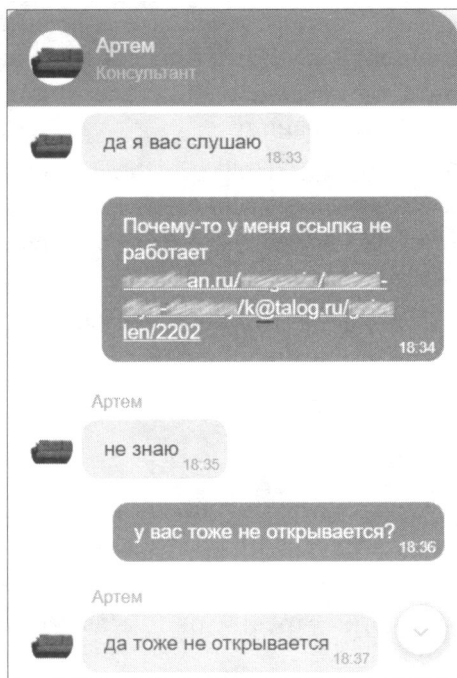 Артем
Консультант
да я вас слушаю
18:33
Почему-то у меня ссылка не
работает
an.ru/
/k@talog.ru/
len/2202
18:34
Артем
не знаю
18:35
у вас тоже не открывается?
18:36
Артем
да тоже не открывается
18:37